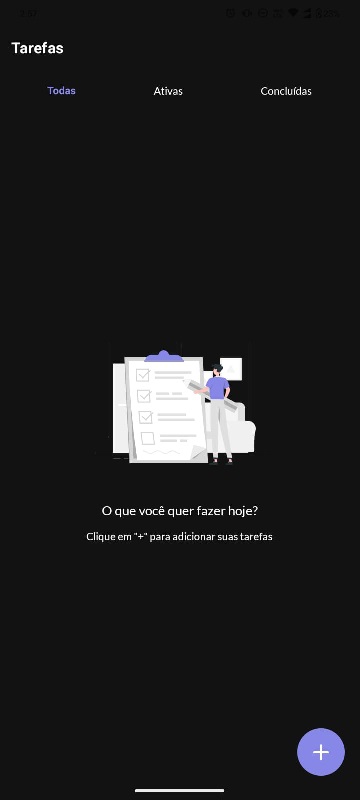 Tarefas
Todas
Ativas
Concluídas
O que você quer fazer hoje?
Clique em "+" para adicionar suas tarefas